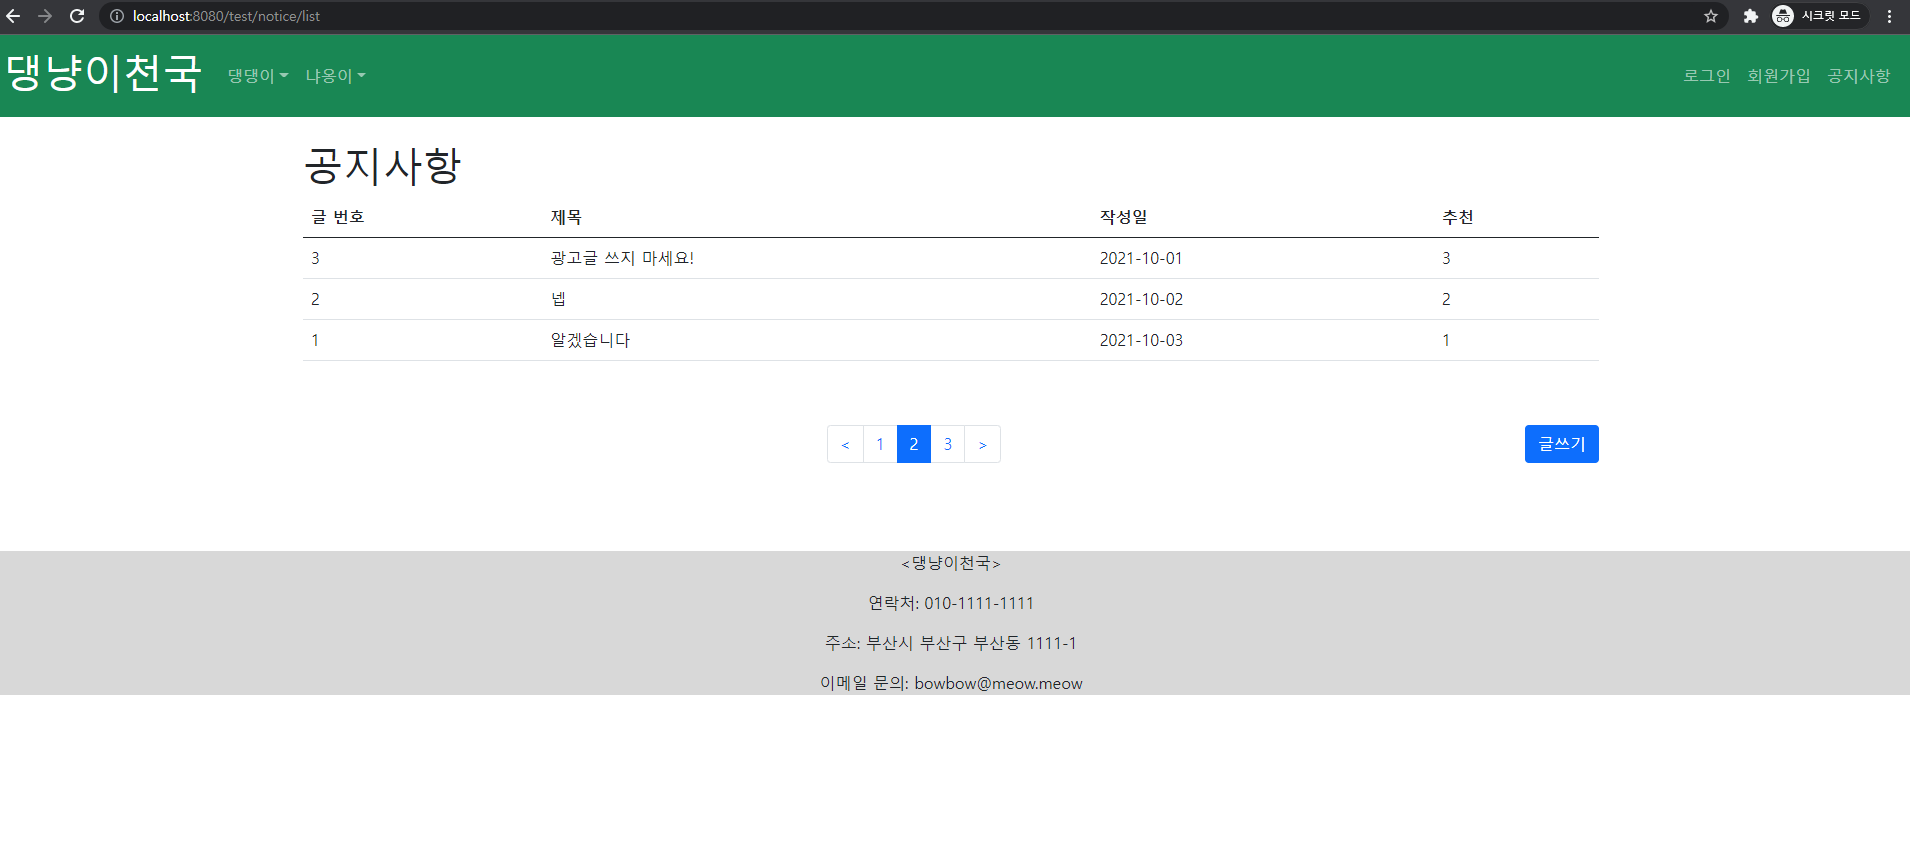 localhost:8080/test/notice/list 시크릿 모드
댕냥이천국 댕댕이 냐옹이 로그인 회원가입 공지사항
공지사항
글 번호 제목 작성일 추천
3 광고글 쓰지 마세요! 2021-10-01 3
2 넵 2021-10-02 2
1 알겠습니다 2021-10-03 1
< 1 2 3 > 글쓰기
<댕냥이천국>
연락처: 010-1111-1111
주소: 부산시 부산구 부산동 1111-1
이메일 문의: bowbow@meow.meow